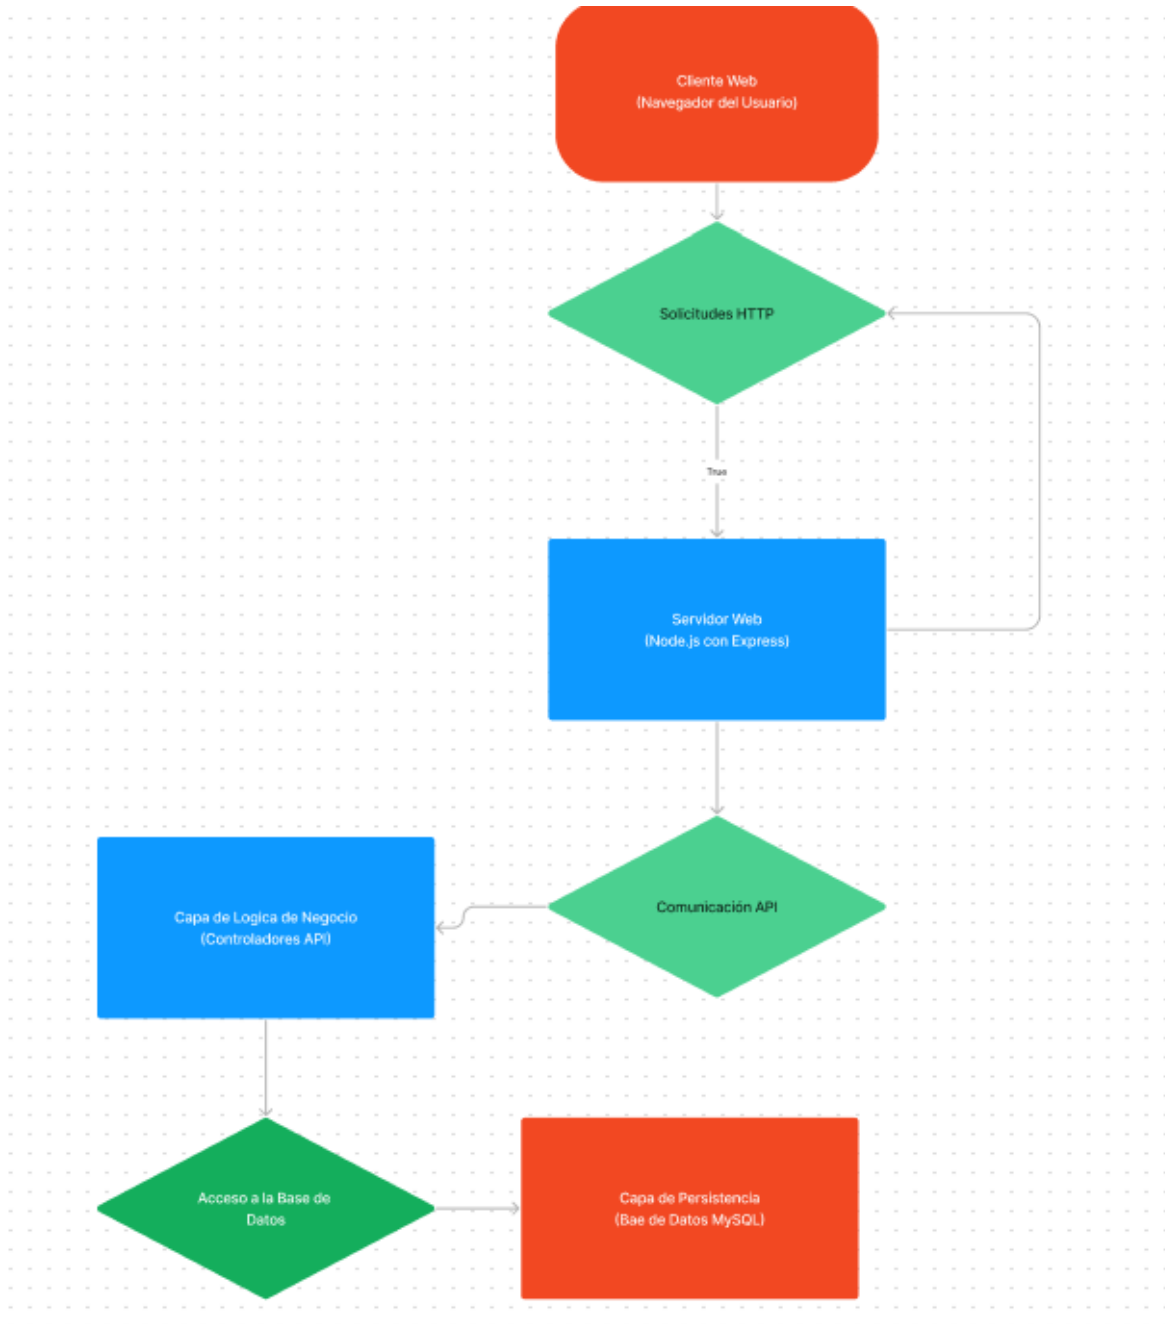 Cliente Web
(Navegador del Usuario)
Solicitudes HTTP
True
Servidor Web
(Node.js con Express)
Comunicación API
Capa de Logica de Negocio
(Controladores API)
Acceso a la Base de
Datos
Capa de Persistencia
(Bae de Datos MySQL)